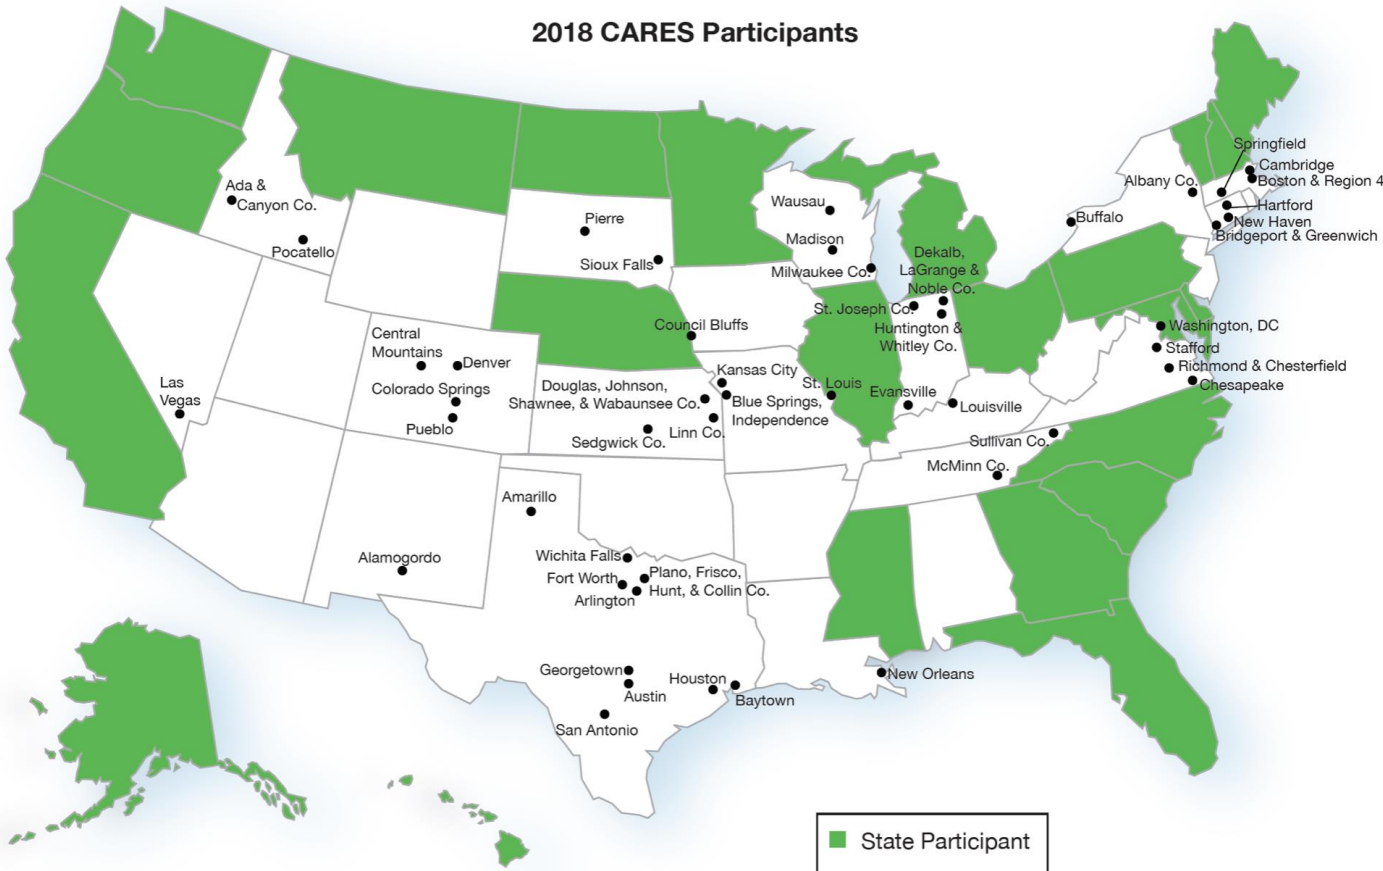 2018 CARES Participants
Springfield
Cambridge
Albany Co.
Boston & Region 4
Ada &
Canyon Co.
Wausau
Hartford
Pierre
Buffalo
New Haven
Bridgeport & Greenwich
Madison
Pocatello
Dekalb,
Sioux Falls
Milwaukee Co.
LaGrange &
Noble Co.
St. Joseph Co.
Council Bluffs
Huntington &
Whitley Co.
Washington, DC
Central
Mountains
Stafford
Denver
Richmond & Chesterfield
Kansas City
Las
Vegas
Colorado Springs
Douglas, Johnson,
Shawnee, & Wabaunsee Co.
St. Louis
Evansville
Chesapeake
Blue Springs,
Independence
Louisville
Pueblo
Linn Co.
Sedgwick Co.
Sullivan Co.
McMinn Co.
Amarillo
Alamogordo
Wichita Falls
Fort Worth
Plano, Frisco,
Hunt, & Collin Co.
Arlington
Georgetown
Houston
New Orleans
Austin
Baytown
San Antonio
State Participant